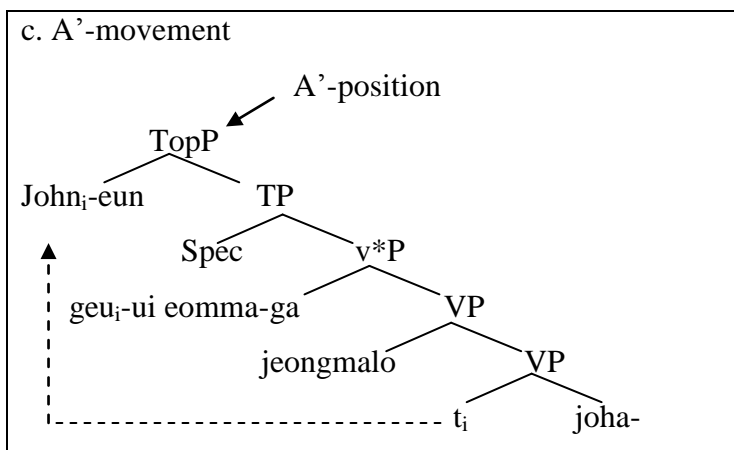 c. A’-movement
A’-position
TopP
Johni-eun TP
Spec v*P
geui-ui eomma-ga VP
jeongmalo VP
ti joha-